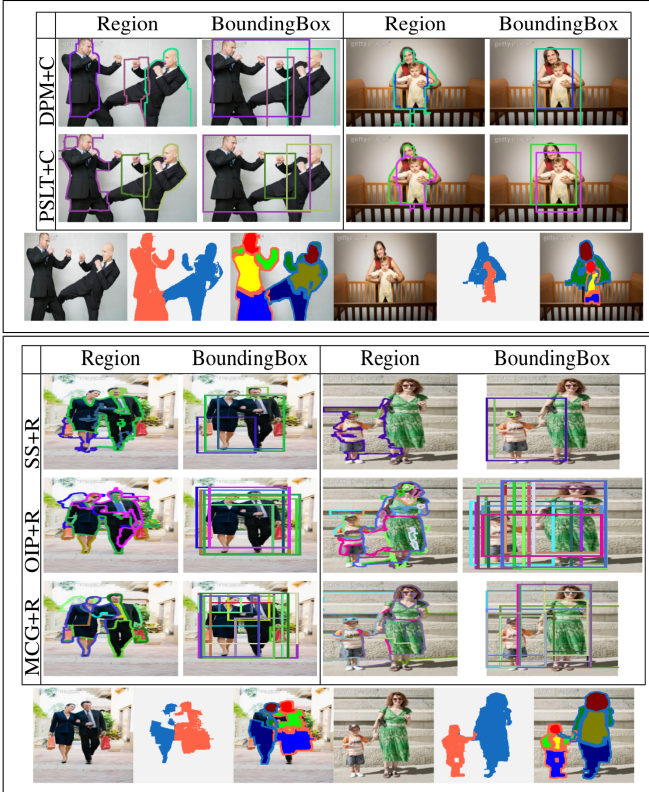 Region BoundingBox Region BoundingBox
DPM+C
PSLT+C
Region BoundingBox Region BoundingBox
SS+R
OIP+R
MCG+R